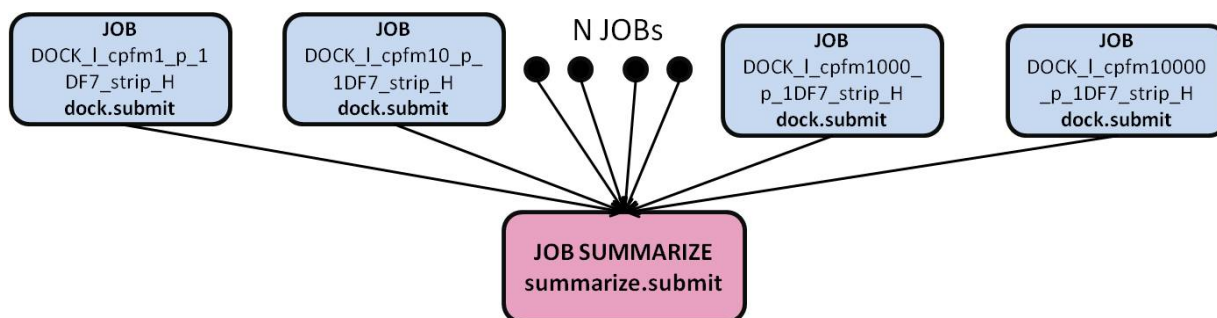 JOB
DOCK_l_cpfm1_p_1
DF7_strip_H
dock.submit
JOB
DOCK_l_cpfm10_p_
1DF7_strip_H
dock.submit
N JOBs
JOB
DOCK_l_cpfm1000_
p_1DF7_strip_H
dock.submit
JOB
DOCK_l_cpfm10000
_p_1DF7_strip_H
dock.submit
JOB SUMMARIZE
summarize.submit